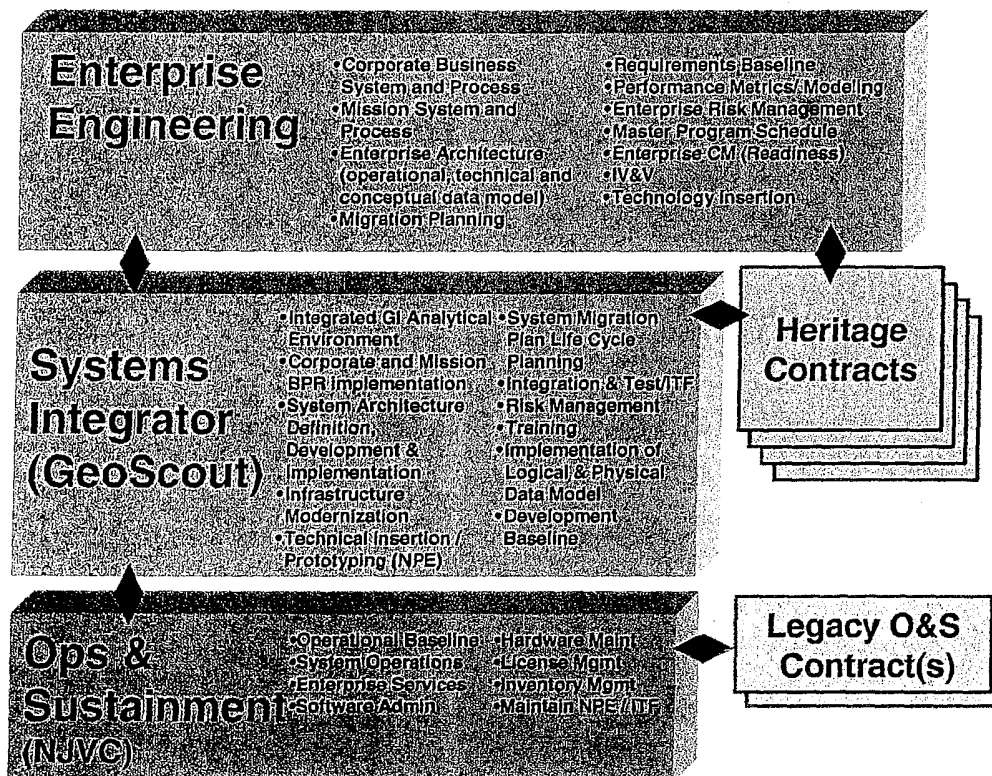 Enterprise
Engineering
•Corporate Business
System and Process
•Mission System and
Process
•Enterprise Architecture
(operational, technical and
conceptual data model)
•Migration Planning
•Requirements Baseline
•Performance Metrics/ Modeling
•Enterprise Risk Management
•Master Program Schedule
•Enterprise CM (Readiness)
•IV&V
•Technology Insertion
Systems
Integrator
(GeoScout)
•Integrated GI Analytical
Environment
•Corporate and Mission
BPR Implementation
•System Architecture
Definition,
Development &
Implementation
•Infrastructure
Modernization
•Technical Insertion /
Prototyping (NPE)
•System Migration
Plan Life Cycle
Planning
•Integration & Test/ITF
•Risk Management
•Training
•Implementation of
Logical & Physical
Data Model
•Development
Baseline
Heritage
Contracts
Ops &
Sustainment
(NJVC)
•Operational Baseline
•System Operations
•Enterprise Services
•Software Admin
•Hardware Maint
•License Mgmt
•Inventory Mgmt
•Maintain NPE / ITF
Legacy O&S
Contract(s)